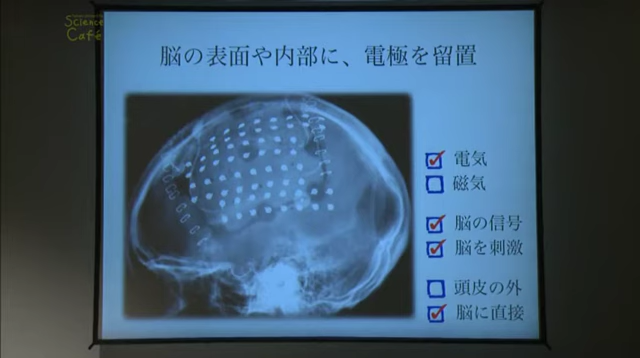 Science
Café
脳の表面や内部に、電極を留置
電気
磁気
脳の信号
脳を刺激
頭皮の外
脳に直接